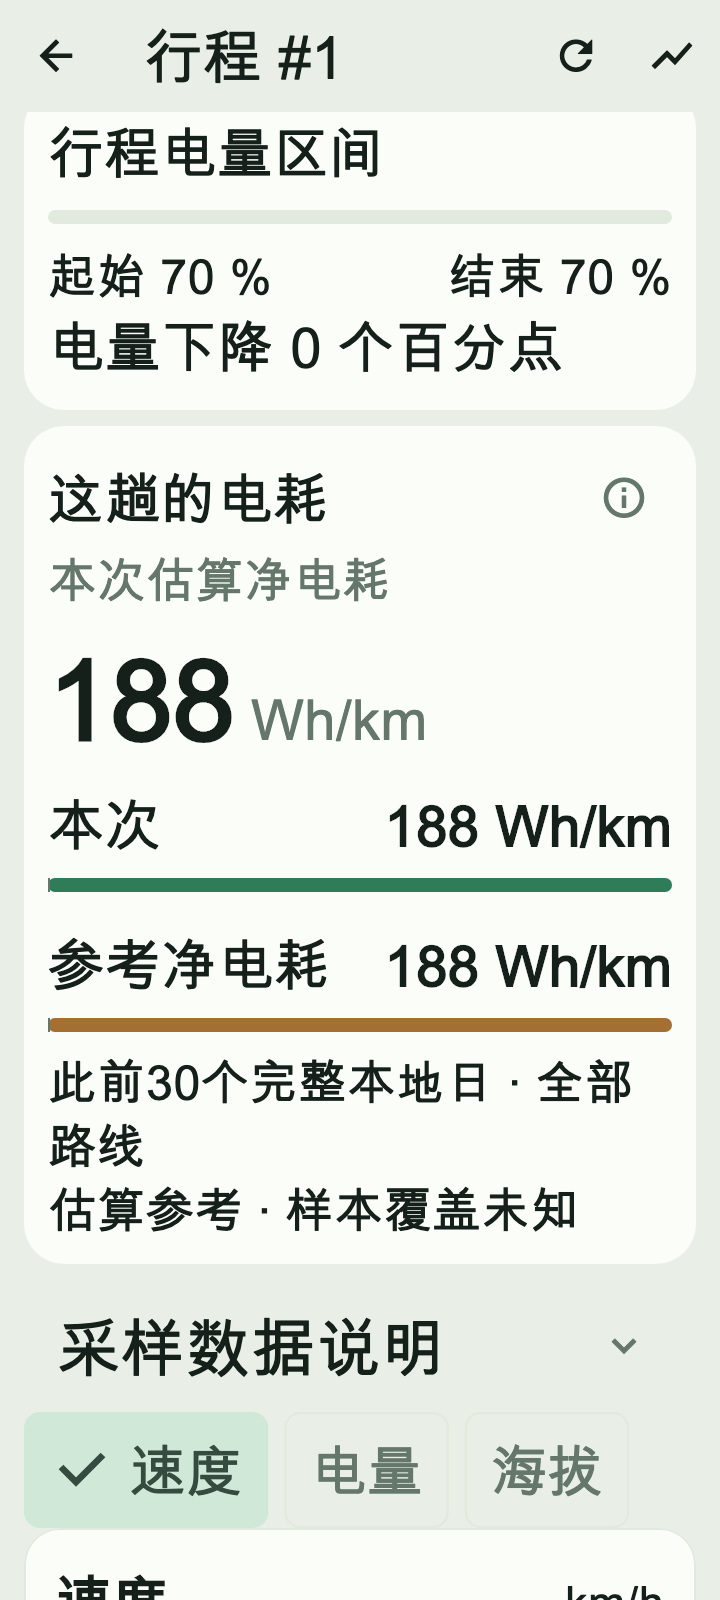 行程 #1
行程电量区间
起始 70 %
结束 70 %
电量下降 0 个百分点
这趟的电耗
本次估算净电耗
188 Wh/km
本次 188 Wh/km
参考净电耗 188 Wh/km
此前30个完整本地日 · 全部
路线
估算参考 · 样本覆盖未知
采样数据说明
速度 电量 海拔
速度 km/h